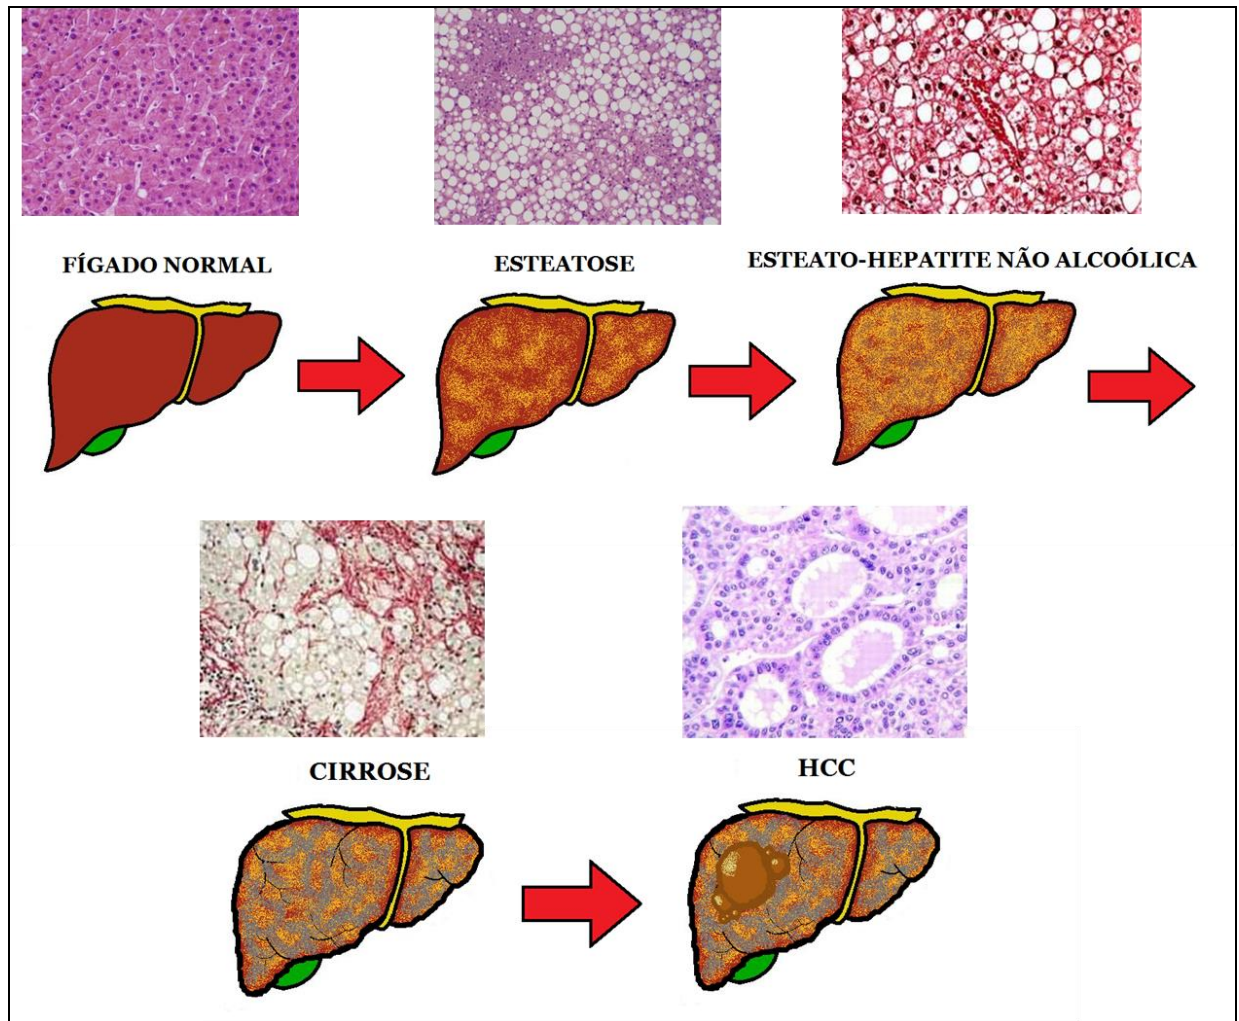 FÍGADO NORMAL
ESTEATOSE
ESTEATO-HEPATITE NÃO ALCOÓLICA
CIRROSE
HCC